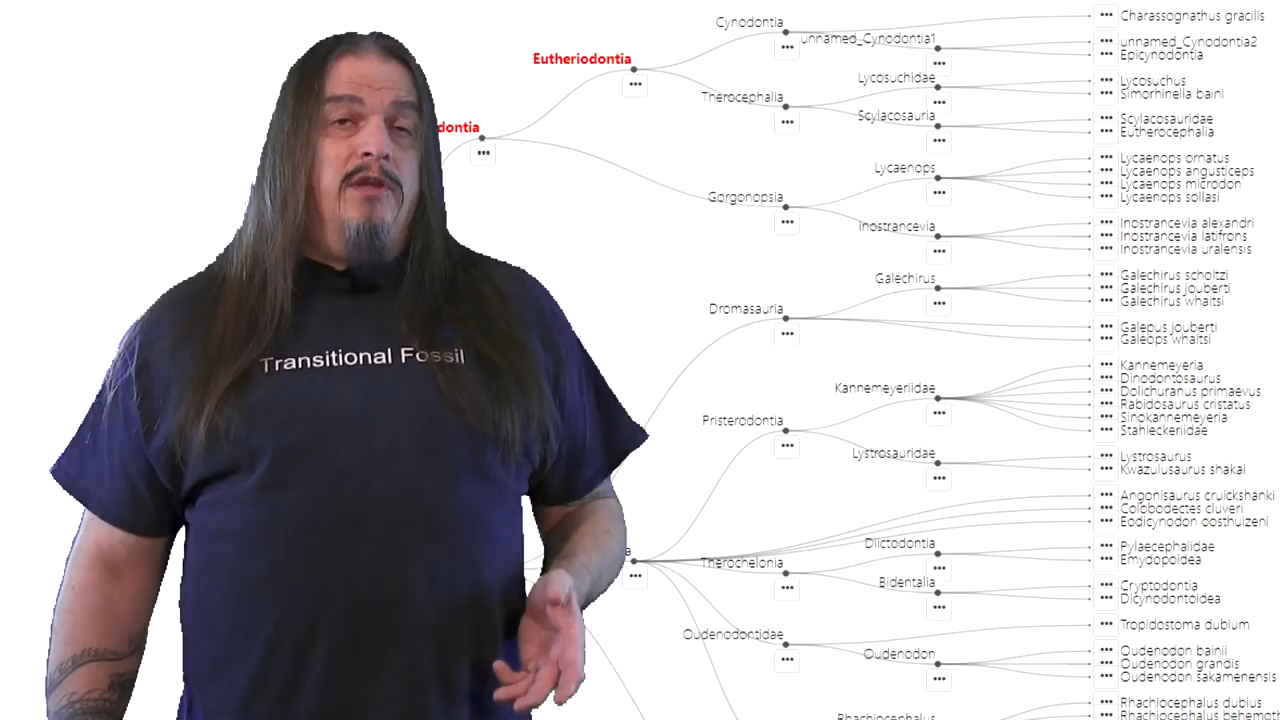 Cynodontia
Charassognathus gracilis
unnamed_Cynodontia1
unnamed_Cynodontia2
Epicynodontia
Eutheriodontia
Therocephalia
Lycosuchidae
Lycosuchus
Simorhinella baini
Scylacosauria
Scylacosauridae
Eutherocephalia
dontia
Gorgonopsia
Lycaenops
Lycaenops ornatus
Lycaenops angusticeps
Lycaenops microdon
Lycaenops sollasi
Inostrancevia
Inostrancevia alexandri
Inostrancevia latifrons
Inostrancevia uralensis
Transitional Fossil
Dromasauria
Galechirus
Galechirus scholtzi
Galechirus jouberti
Galechirus whaitsi
Galepus jouberti
Galeops whaitsi
Pristerodontia
Kannemeyeriidae
Kannemeyeria
Dinodontosaurus
Dolichuranus primaevus
Rabidosaurus cristatus
Sinokannemeyeria
Stahleckeriidae
Lystrosauridae
Lystrosaurus
Kwazulusaurus shakai
a
Angonisaurus cruickshanki
Colobodectes cluveri
Eodicynodon oosthuizeni
Therochelonia
Diictodontia
Pylaecephalidae
Emydopoidea
Bidentalia
Cryptodontia
Dicynodontoidea
Oudenodontidae
Tropidostoma dubium
Oudenodon
Oudenodon bainii
Oudenodon grandis
Oudenodon sakamenensis
Rhachiocephalus
Rhachiocephalus dubius
Rhachiocephalus behemoth